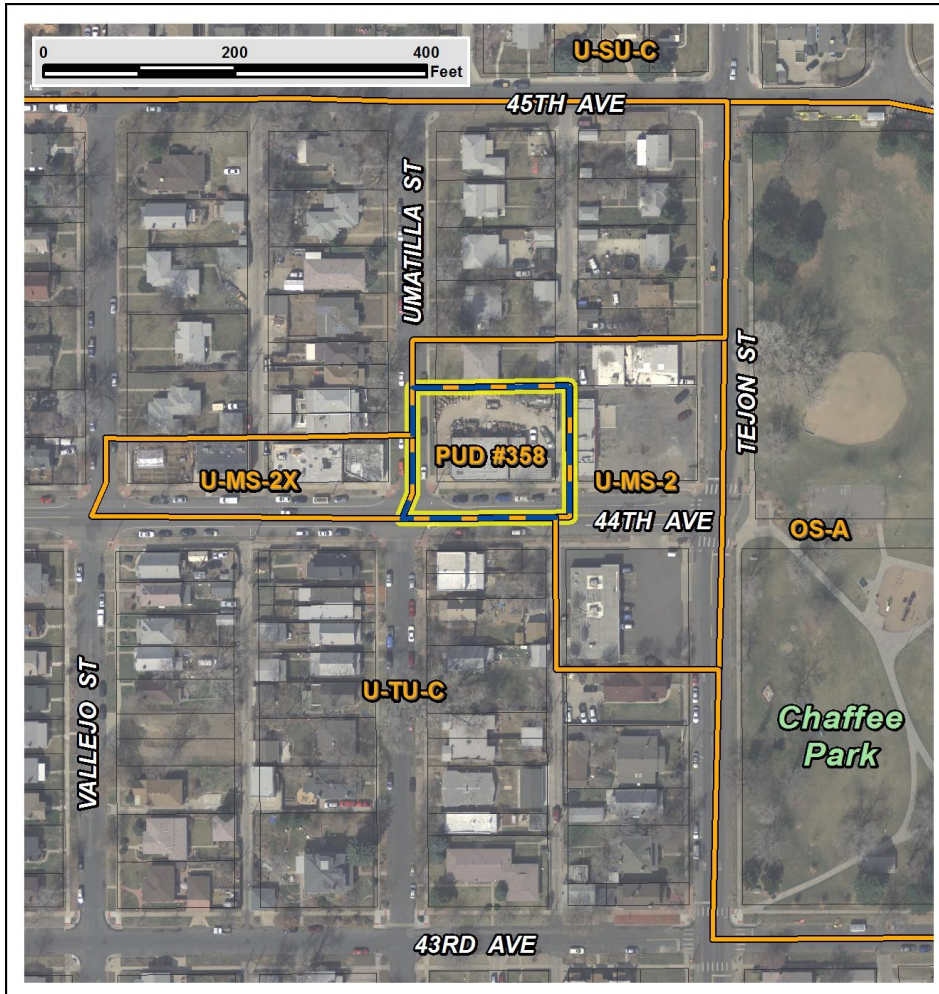 0 200 400
Feet
U-SU-C
45TH AVE
UMATILLA ST
TEJON ST
PUD #358
U-MS-2X
U-MS-2
44TH AVE
OS-A
VALLEJO ST
U-TU-C
Chaffee
Park
43RD AVE